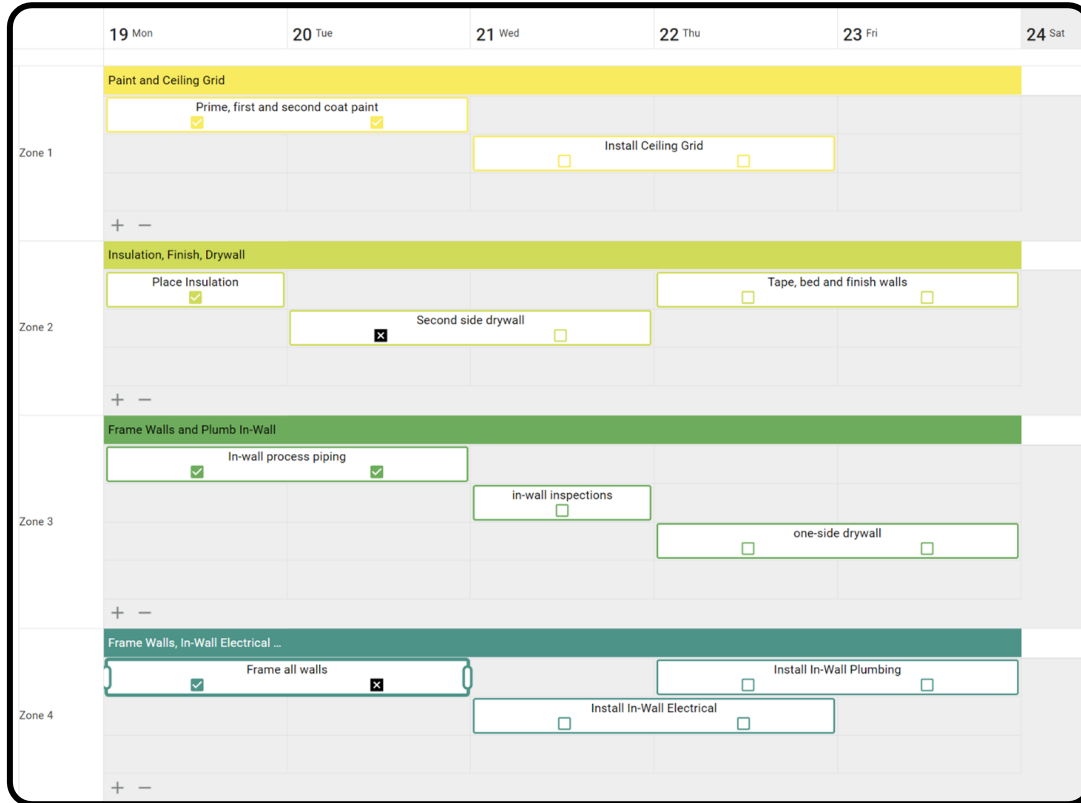 19 Mon 20 Tue 21 Wed 22 Thu 23 Fri 24 Sat
Paint and Ceiling Grid
Prime, first and second coat paint
Install Ceiling Grid
Zone 1
+ −
Insulation, Finish, Drywall
Place Insulation
Tape, bed and finish walls
Second side drywall
Zone 2
+ −
Frame Walls and Plumb In-Wall
In-wall process piping
in-wall inspections
Zone 3
one-side drywall
+ −
Frame Walls, In-Wall Electrical ...
Frame all walls
Install In-Wall Plumbing
Install In-Wall Electrical
Zone 4
+ −